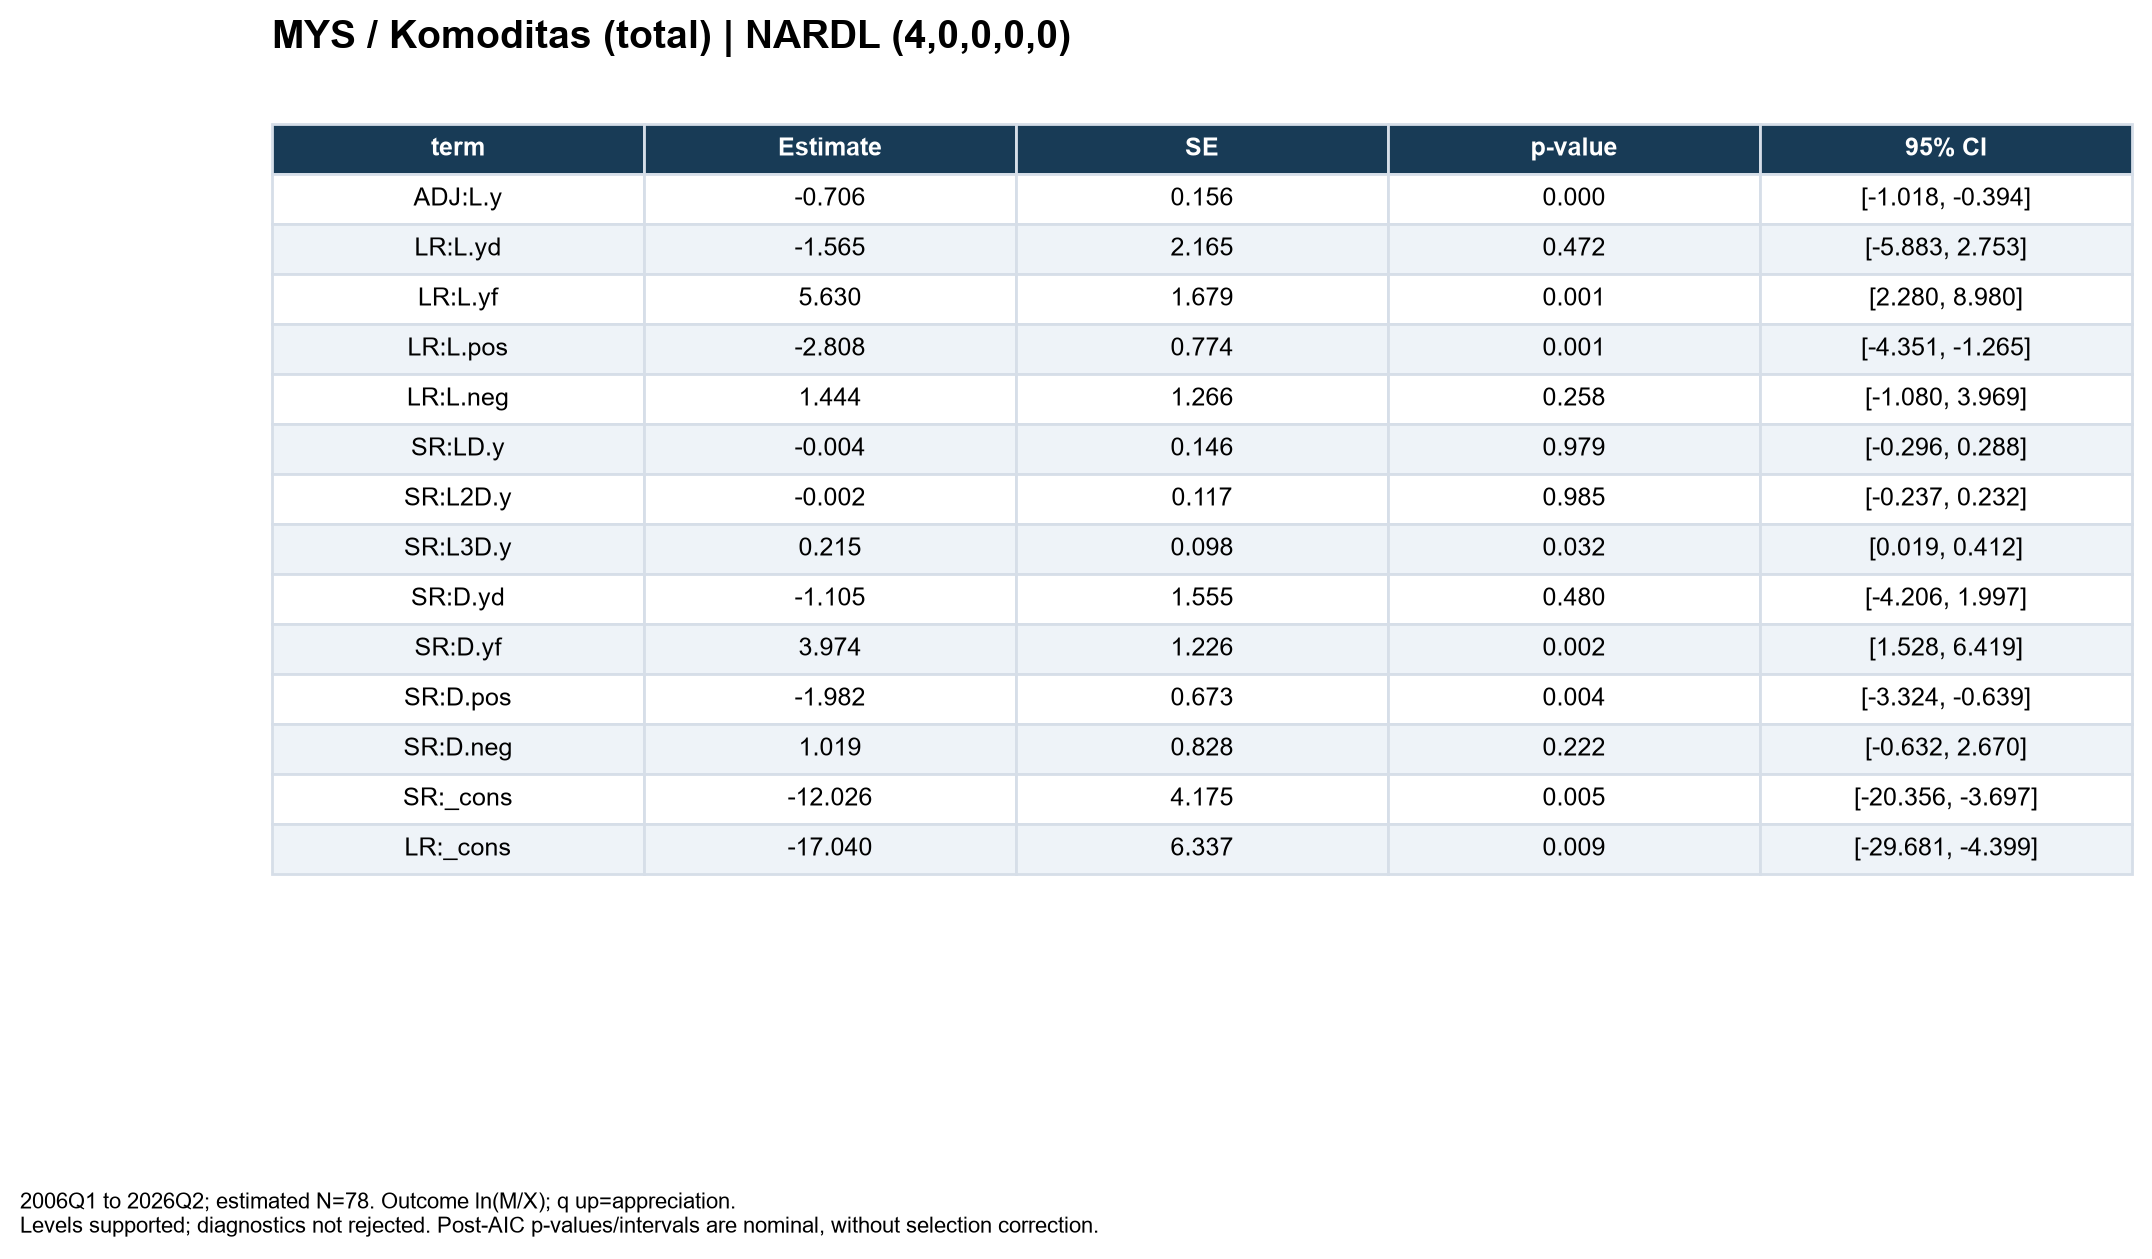 MYS / Komoditas (total) | NARDL (4,0,0,0,0)
term Estimate SE p-value 95% CI
ADJ:L.y -0.706 0.156 0.000 [-1.018, -0.394]
LR:L.yd -1.565 2.165 0.472 [-5.883, 2.753]
LR:L.yf 5.630 1.679 0.001 [2.280, 8.980]
LR:L.pos -2.808 0.774 0.001 [-4.351, -1.265]
LR:L.neg 1.444 1.266 0.258 [-1.080, 3.969]
SR:LD.y -0.004 0.146 0.979 [-0.296, 0.288]
SR:L2D.y -0.002 0.117 0.985 [-0.237, 0.232]
SR:L3D.y 0.215 0.098 0.032 [0.019, 0.412]
SR:D.yd -1.105 1.555 0.480 [-4.206, 1.997]
SR:D.yf 3.974 1.226 0.002 [1.528, 6.419]
SR:D.pos -1.982 0.673 0.004 [-3.324, -0.639]
SR:D.neg 1.019 0.828 0.222 [-0.632, 2.670]
SR:_cons -12.026 4.175 0.005 [-20.356, -3.697]
LR:_cons -17.040 6.337 0.009 [-29.681, -4.399]
2006Q1 to 2026Q2; estimated N=78. Outcome ln(M/X); q up=appreciation.
Levels supported; diagnostics not rejected. Post-AIC p-values/intervals are nominal, without selection correction.